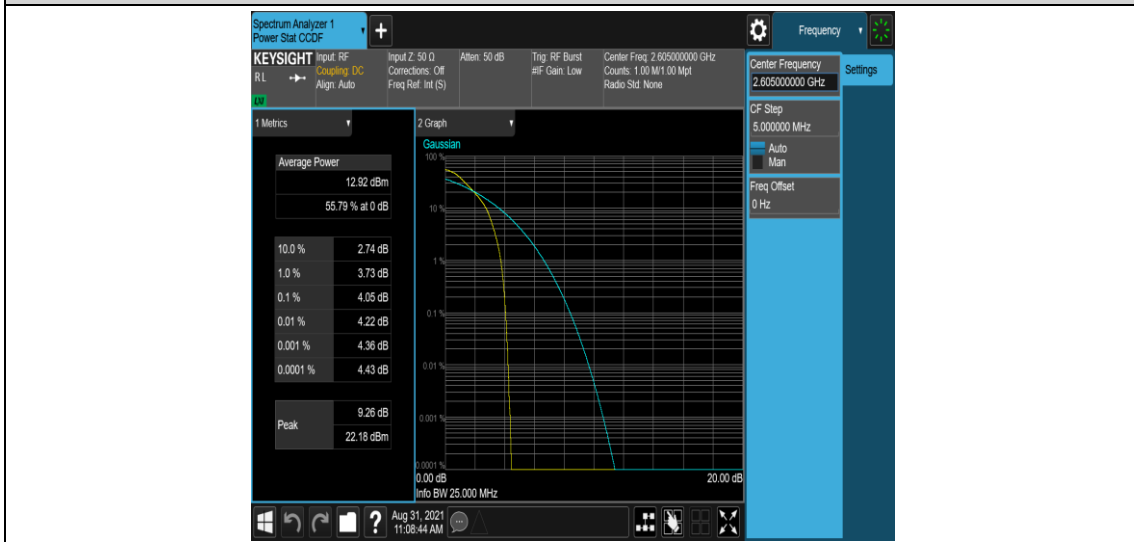 Spectrum Analyzer 1
Power Stat CCDF
+
Frequency
KEYSIGHT
RL
LXI
Input: RF
Coupling: DC
Align: Auto
Input Z: 50 Ω
Corrections: Off
Freq Ref: Int (S)
Atten: 50 dB
Trig: RF Burst
#IF Gain: Low
Center Freq: 2.605000000 GHz
Counts: 1.00 M/1.00 Mpt
Radio Std: None
Center Frequency
2.605000000 GHz
Settings
CF Step
5.000000 MHz
Auto
Man
Freq Offset
0 Hz
1 Metrics
Average Power
12.92 dBm
55.79 % at 0 dB
10.0 % 2.74 dB
1.0 % 3.73 dB
0.1 % 4.05 dB
0.01 % 4.22 dB
0.001 % 4.36 dB
0.0001 % 4.43 dB
Peak
9.26 dB
22.18 dBm
2 Graph
Gaussian
100 %
10 %
1 %
0.1 %
0.01 %
0.001 %
0.0001 %
0.00 dB 20.00 dB
Info BW 25.000 MHz
?
Aug 31, 2021
11:08:44 AM